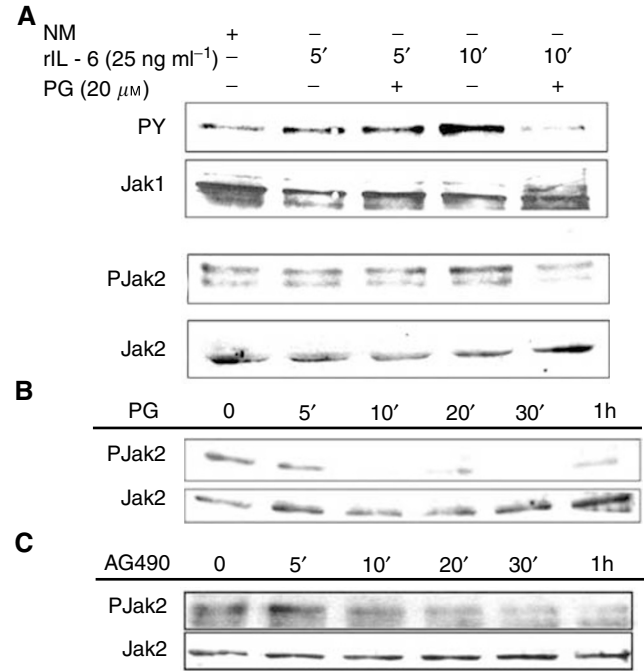 A
NM + – – – –
rIL - 6 (25 ng ml⁻¹) – 5′ 5′ 10′ 10′
PG (20 μM) – – + – +
PY
Jak1
PJak2
Jak2
B
PG 0 5′ 10′ 20′ 30′ 1h
PJak2
Jak2
C
AG490 0 5′ 10′ 20′ 30′ 1h
PJak2
Jak2